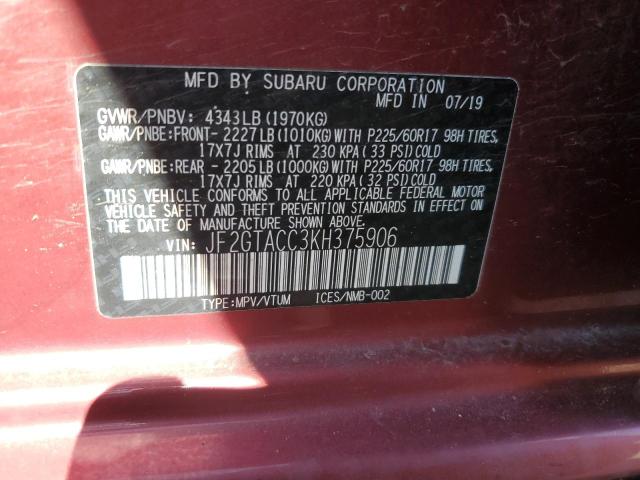 MFD BY SUBARU CORPORATION
MFD IN 07/19
GVWR/PNBV: 4343LB(1970KG)
GAWR/PNBE:FRONT- 2227LB(1010KG)WITH P225/60R17 98H TIRES,
17X7J RIMS AT 230 KPA(33 PSI)COLD
GAWR/PNBE:REAR - 2205LB(1000KG)WITH P225/60R17 98H TIRES,
17X7J RIMS AT 220 KPA(32 PSI)COLD
THIS VEHICLE CONFORMS TO ALL APPLICABLE FEDERAL MOTOR
VEHICLE SAFETY AND THEFT PREVENTION STANDARDS IN EFFECT
ON THE DATE OF MANUFACTURE SHOWN ABOVE.
VIN: JF2GTACC3KH375906
TYPE:MPV/VTUM ICES/NMB-002